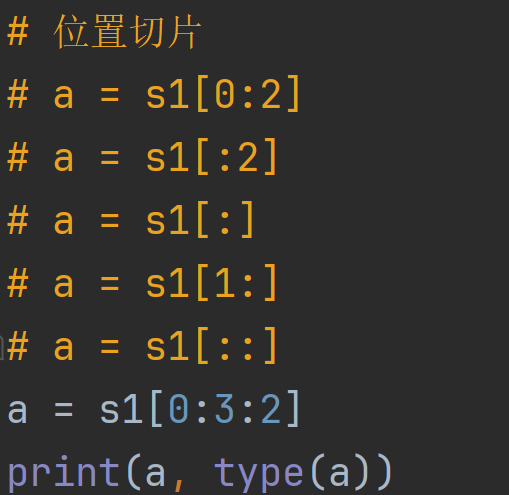 # 位置切片
# a = s1[0:2]
# a = s1[:2]
# a = s1[:]
# a = s1[1:]
# a = s1[::]
a = s1[0:3:2]
print(a, type(a))